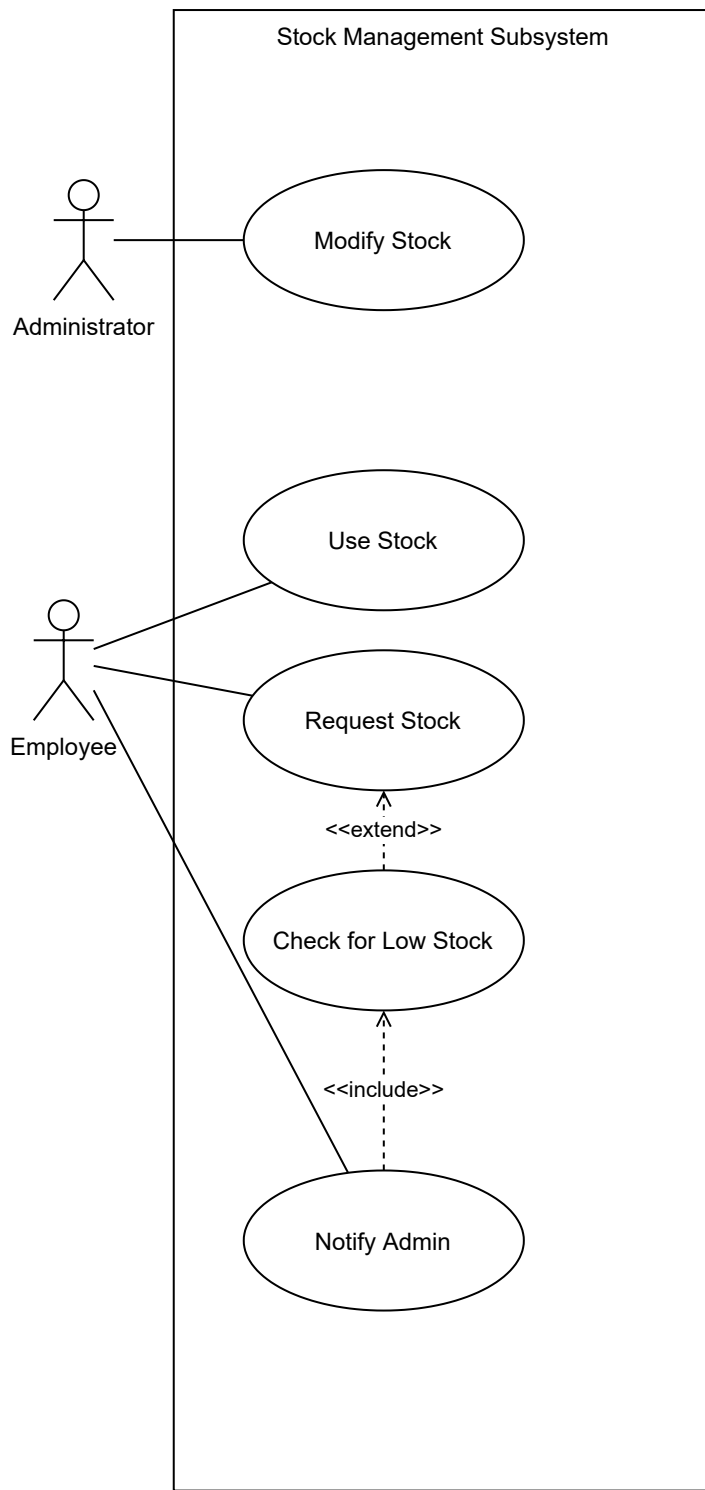 Stock Management Subsystem
Modify Stock
Administrator
Use Stock
Request Stock
Employee
<<extend>>
Check for Low Stock
<<include>>
Notify Admin